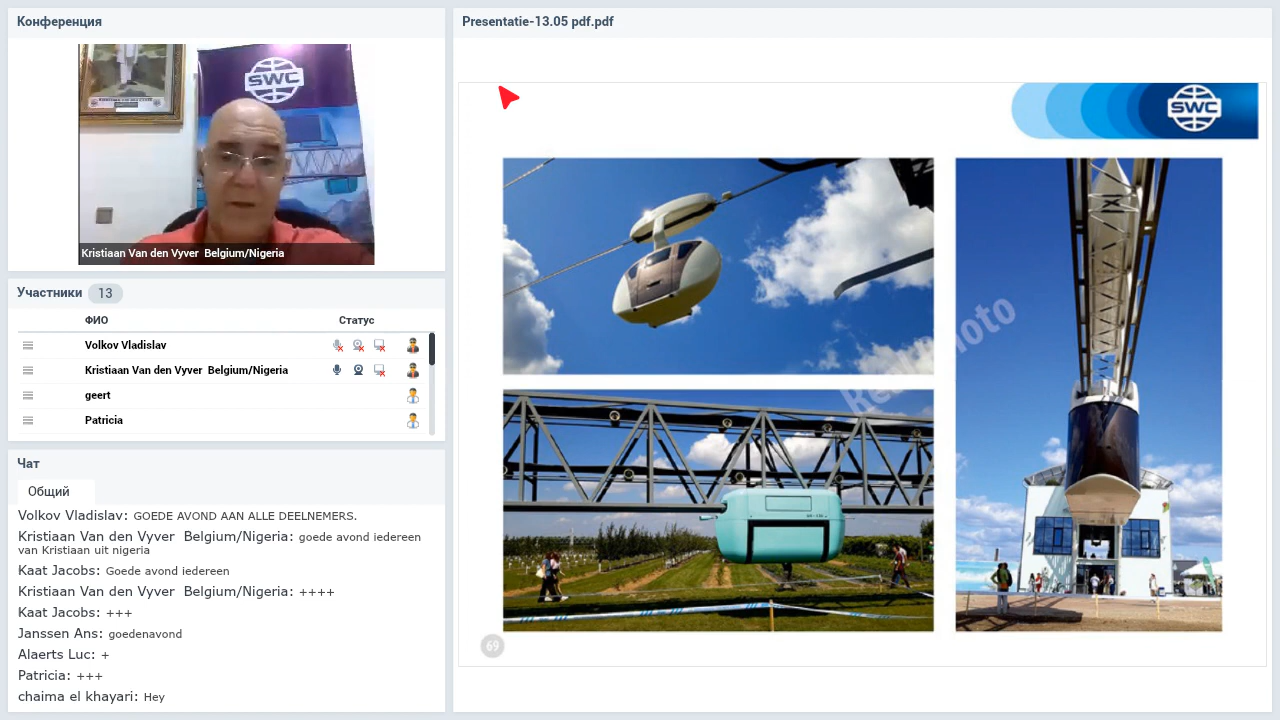 Конференция
SWC
Kristiaan Van den Vyver Belgium/Nigeria
Участники 13
ФИО Статус
Volkov Vladislav
Kristiaan Van den Vyver Belgium/Nigeria
geert
Patricia
Чат
Общий
Volkov Vladislav: GOEDE AVOND AAN ALLE DEELNEMERS.
Kristiaan Van den Vyver Belgium/Nigeria: goede avond iedereen
van Kristiaan uit nigeria
Kaat Jacobs: Goede avond iedereen
Kristiaan Van den Vyver Belgium/Nigeria: ++++
Kaat Jacobs: +++
Janssen Ans: goedenavond
Alaerts Luc: +
Patricia: +++
chaima el khayari: Hey
Presentatie-13.05 pdf.pdf
SWC
69